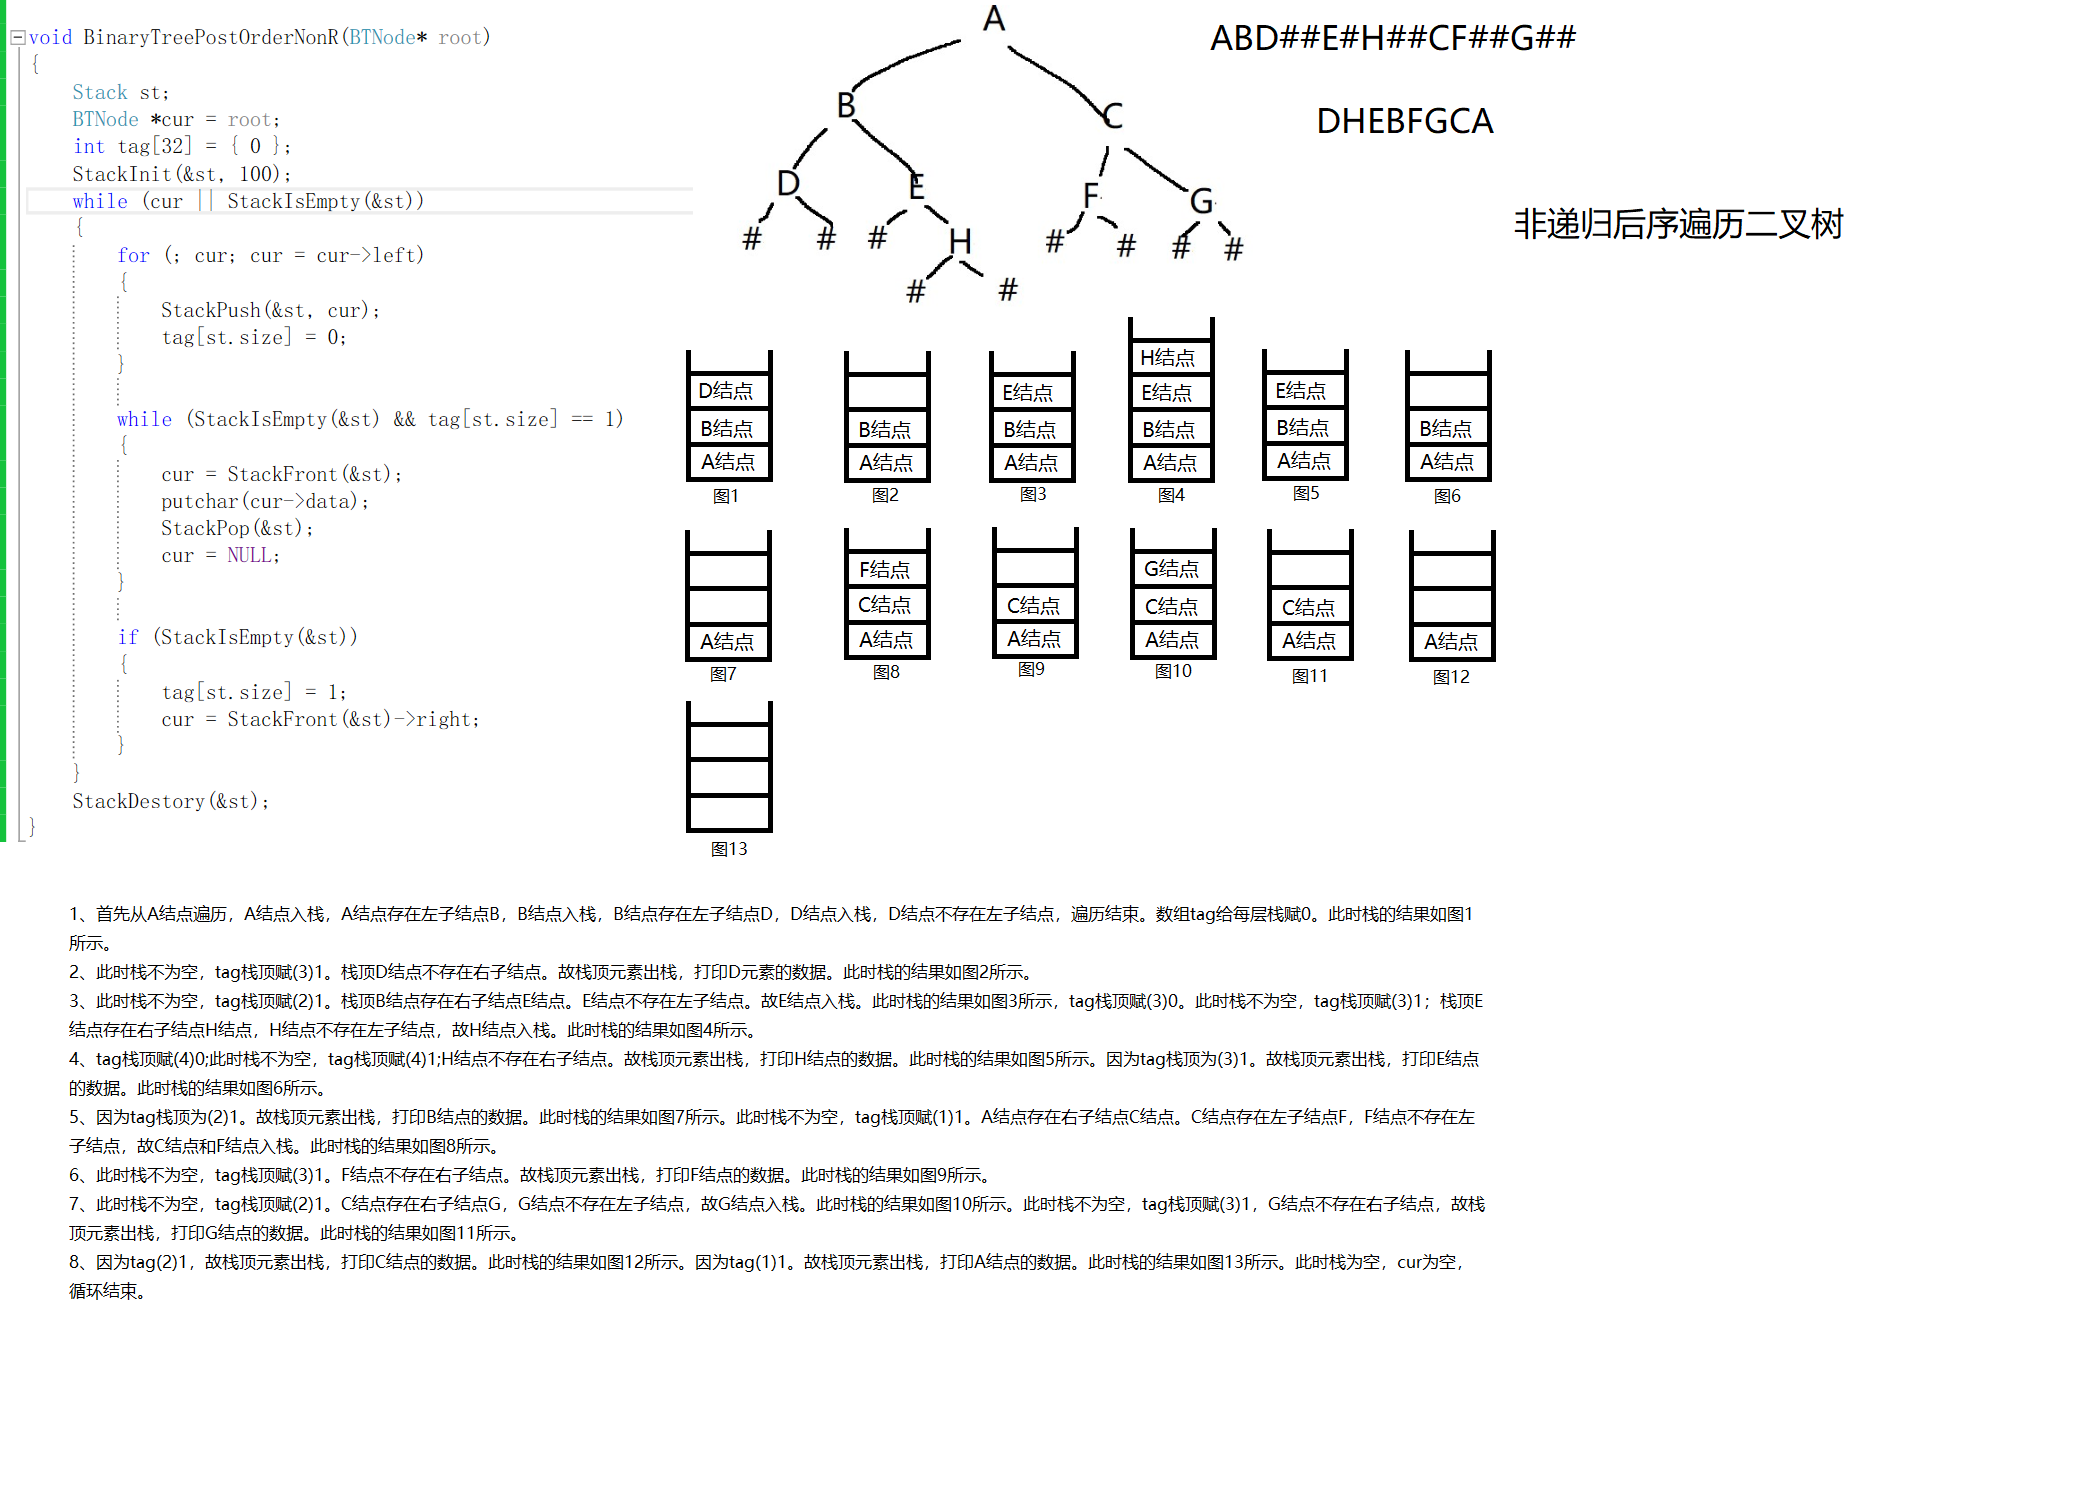 void BinaryTreePostOrderNonR(BTNode* root)
{
Stack st;
BTNode *cur = root;
int tag[32] = { 0 };
StackInit(&st, 100);
while (cur || StackIsEmpty(&st))
{
for (; cur; cur = cur->left)
{
StackPush(&st, cur);
tag[st.size] = 0;
}
while (StackIsEmpty(&st) && tag[st.size] == 1)
{
cur = StackFront(&st);
putchar(cur->data);
StackPop(&st);
cur = NULL;
}
if (StackIsEmpty(&st))
{
tag[st.size] = 1;
cur = StackFront(&st)->right;
}
}
StackDestory(&st);
}
A
B
C
D
E
F
G
# # # H # # # #
# #
ABD##E#H##CF##G##
DHEBFGCA
非递归后序遍历二叉树
D结点
B结点
A结点
图1
B结点
A结点
图2
E结点
B结点
A结点
图3
H结点
E结点
B结点
A结点
图4
E结点
B结点
A结点
图5
B结点
A结点
图6
A结点
图7
F结点
C结点
A结点
图8
C结点
A结点
图9
G结点
C结点
A结点
图10
C结点
A结点
图11
A结点
图12
图13
1、首先从A结点遍历，A结点入栈，A结点存在左子结点B，B结点入栈，B结点存在左子结点D，D结点入栈，D结点不存在左子结点，遍历结束。数组tag给每层栈赋0。此时栈的结果如图1
所示。
2、此时栈不为空，tag栈顶赋(3)1。栈顶D结点不存在右子结点。故栈顶元素出栈，打印D元素的数据。此时栈的结果如图2所示。
3、此时栈不为空，tag栈顶赋(2)1。栈顶B结点存在右子结点E结点。E结点不存在左子结点。故E结点入栈。此时栈的结果如图3所示，tag栈顶赋(3)0。此时栈不为空，tag栈顶赋(3)1；栈顶E
结点存在右子结点H结点，H结点不存在左子结点，故H结点入栈。此时栈的结果如图4所示。
4、tag栈顶赋(4)0;此时栈不为空，tag栈顶赋(4)1;H结点不存在右子结点。故栈顶元素出栈，打印H结点的数据。此时栈的结果如图5所示。因为tag栈顶为(3)1。故栈顶元素出栈，打印E结点
的数据。此时栈的结果如图6所示。
5、因为tag栈顶为(2)1。故栈顶元素出栈，打印B结点的数据。此时栈的结果如图7所示。此时栈不为空，tag栈顶赋(1)1。A结点存在右子结点C结点。C结点存在左子结点F，F结点不存在左
子结点，故C结点和F结点入栈。此时栈的结果如图8所示。
6、此时栈不为空，tag栈顶赋(3)1。F结点不存在右子结点。故栈顶元素出栈，打印F结点的数据。此时栈的结果如图9所示。
7、此时栈不为空，tag栈顶赋(2)1。C结点存在右子结点G，G结点不存在左子结点，故G结点入栈。此时栈的结果如图10所示。此时栈不为空，tag栈顶赋(3)1，G结点不存在右子结点，故栈
顶元素出栈，打印G结点的数据。此时栈的结果如图11所示。
8、因为tag(2)1，故栈顶元素出栈，打印C结点的数据。此时栈的结果如图12所示。因为tag(1)1。故栈顶元素出栈，打印A结点的数据。此时栈的结果如图13所示。此时栈为空，cur为空，
循环结束。